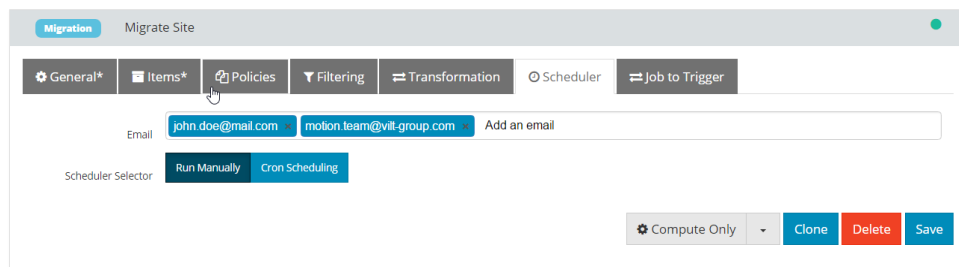 Migration Migrate Site
General* Items* Policies Filtering Transformation Scheduler Job to Trigger
Email john.doe@mail.com × motion.team@vilt-group.com × Add an email
Scheduler Selector Run Manually Cron Scheduling
Compute Only Clone Delete Save